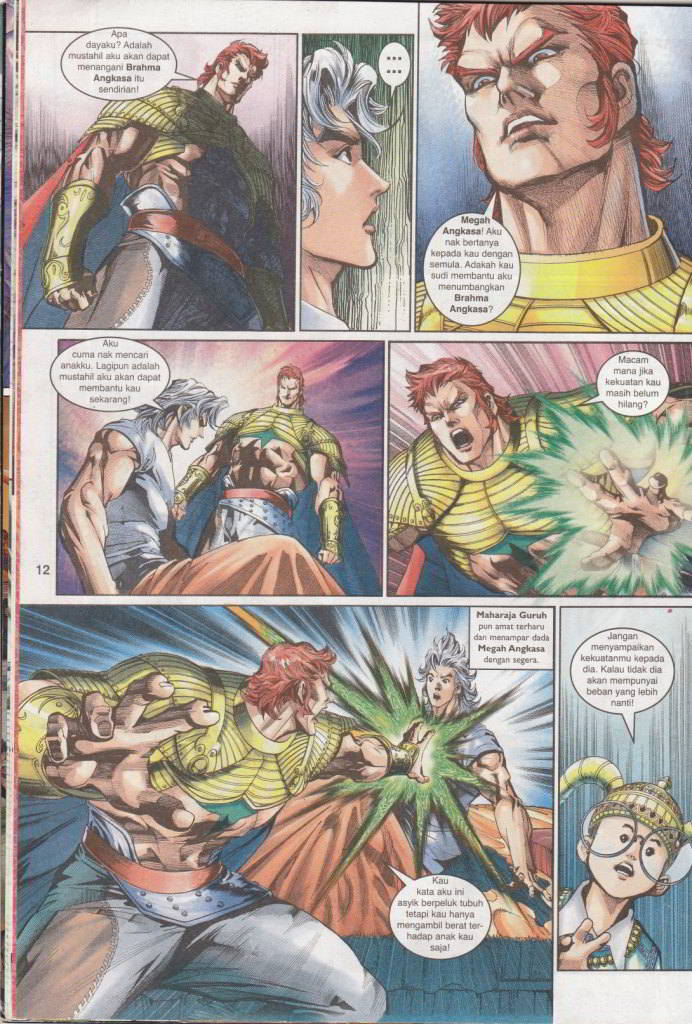 Apa
dayaku? Adalah
mustahil aku akan dapat
menangani Brahma
Angkasa itu
sendirian!
...
...
Megah
Angkasa! Aku
nak bertanya
kepada kau dengan
semula. Adakah kau
sudi membantu aku
menumbangkan
Brahma
Angkasa?
Aku
cuma nak mencari
anakku. Lagipun adalah
mustahil aku akan dapat
membantu kau
sekarang!
Macam
mana jika
kekuatan kau
masih belum
hilang?
12
Maharaja Guruh
pun amat terharu
dan menampar dada
Megah Angkasa
dengan segera.
Jangan
menyampaikan
kekuatanmu kepada
dia. Kalau tidak dia
akan mempunyai
beban yang lebih
nanti!
Kau
kata aku ini
asyik berpeluk tubuh
tetapi kau hanya
mengambil berat ter-
hadap anak kau
saja!